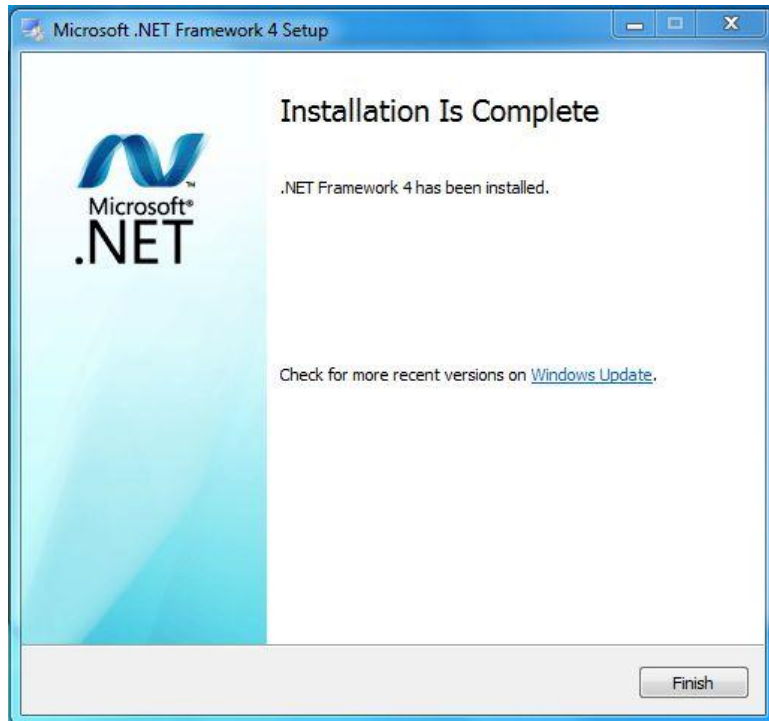 Microsoft .NET Framework 4 Setup
Installation Is Complete
.NET Framework 4 has been installed.
Microsoft®
.NET
™
Check for more recent versions on Windows Update.
Finish